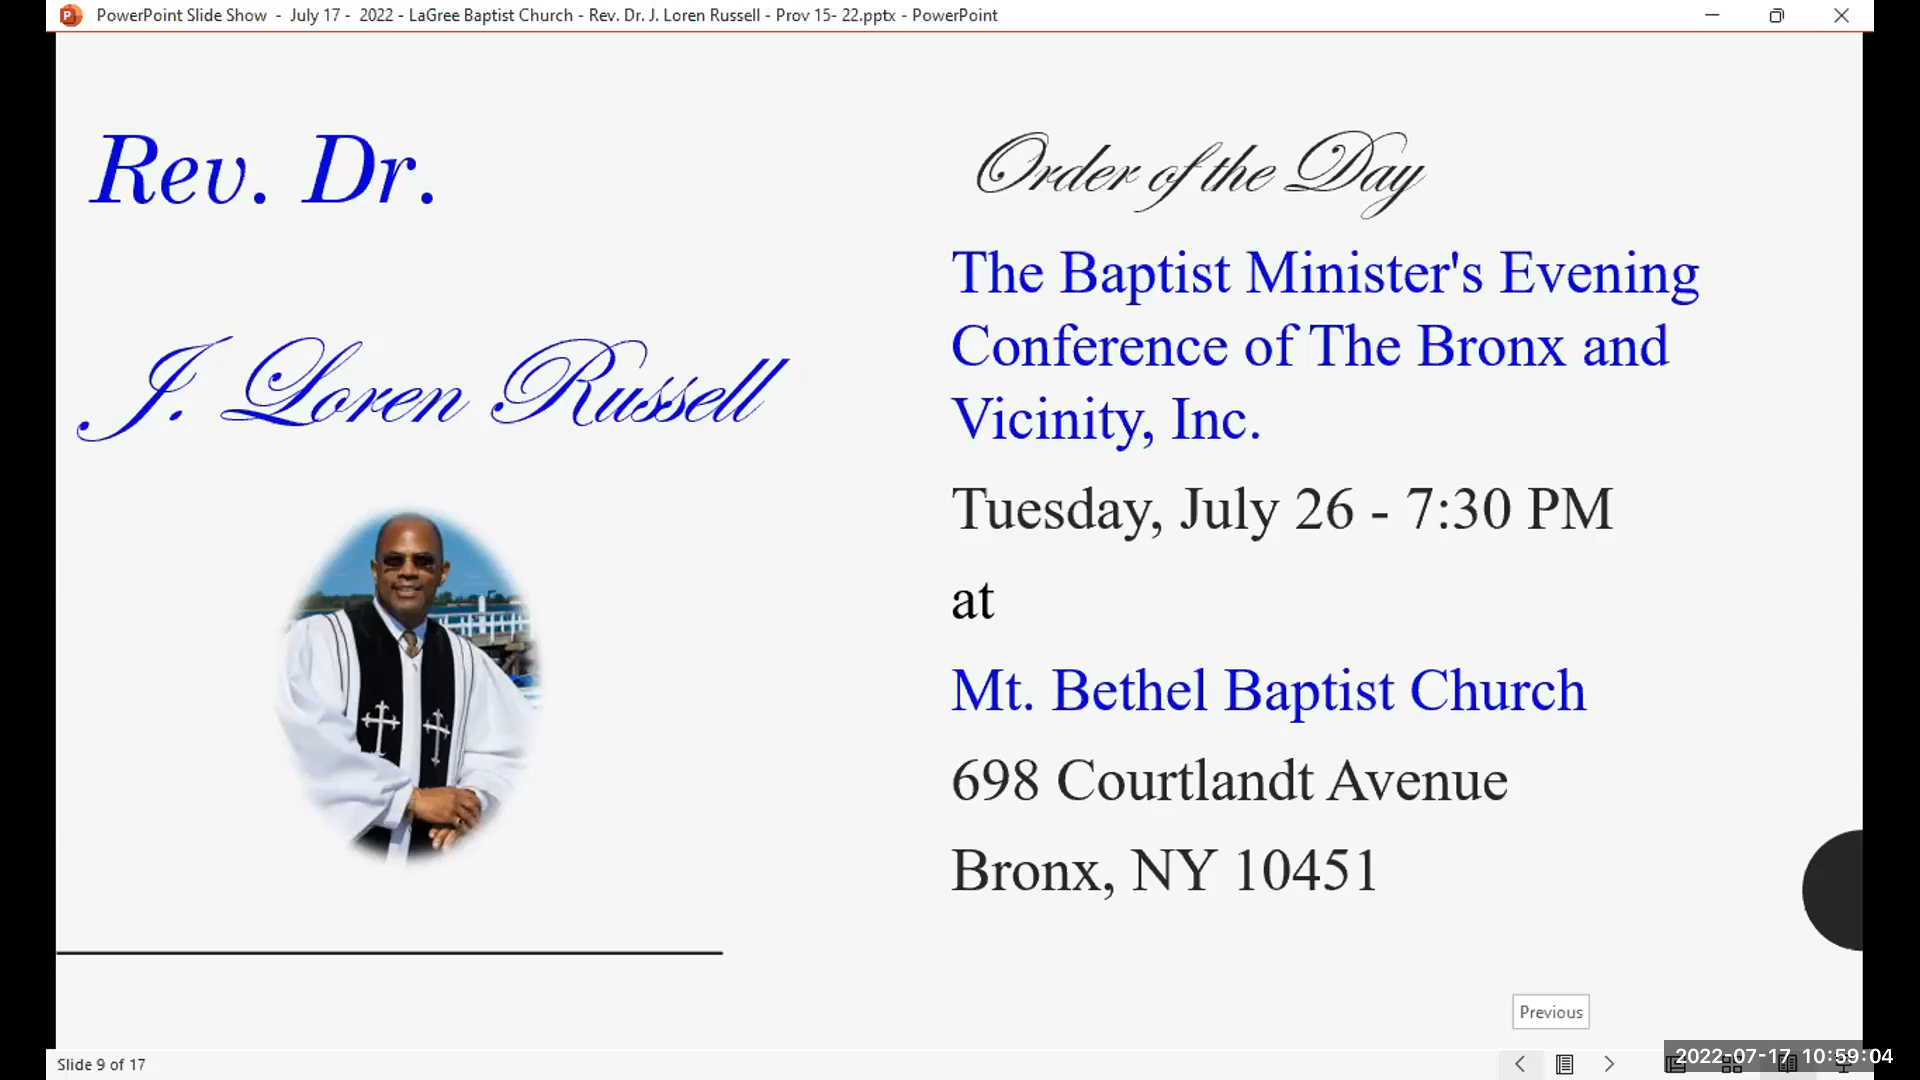 PowerPoint Slide Show - July 17 - 2022 - LaGree Baptist Church - Rev. Dr. J. Loren Russell - Prov 15- 22.pptx - PowerPoint
Rev. Dr.
J. Loren Russell
Order of the Day
The Baptist Minister's Evening
Conference of The Bronx and
Vicinity, Inc.
Tuesday, July 26 - 7:30 PM
at
Mt. Bethel Baptist Church
698 Courtlandt Avenue
Bronx, NY 10451
Previous
Slide 9 of 17
2022-07-17 10:59:04